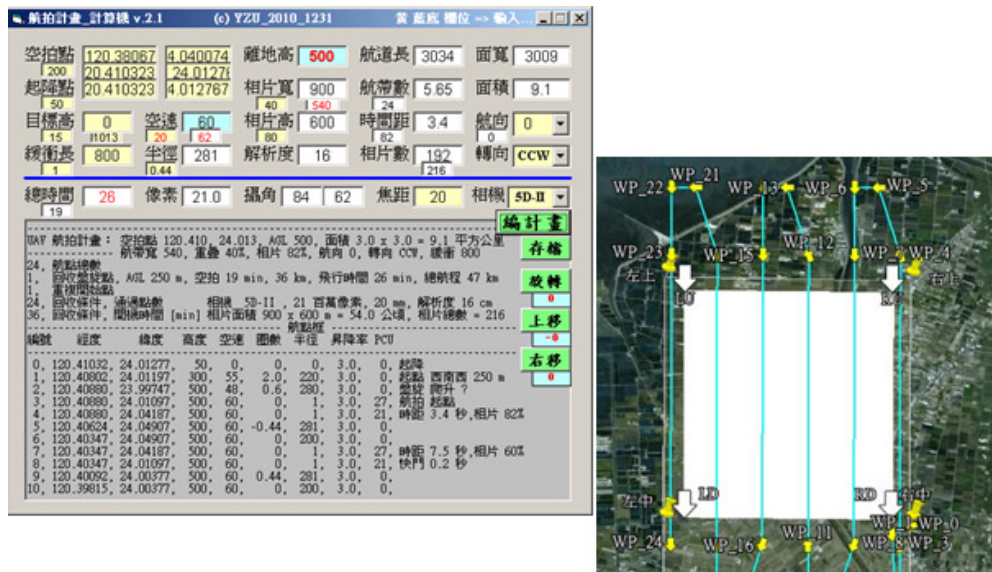 航拍計畫_計算機 v.2.1 (c) YZU_2010_1231 黃 藍底 欄位 => 輸入...
空拍點 120.38067 4.040074 離地高 500 航道長 3034 面寬 3009
200 20.410323 24.0127
起降點 20.410323 4.012767 相片寬 900 航帶數 5.65 面積 9.1
50 40 540 24
目標高 0 空速 60 相片高 600 時間距 3.4 航向 0
15 I1013 20 62 80 82 0
緩衝長 800 半徑 281 解析度 16 相片數 192 轉向 CCW
1 0.44 216
總時間 26 像素 21.0 攝角 84 62 焦距 20 相機 5D-II
19
編計畫
存檔
旋轉
0
上移
-0
右移
0
UAV 航拍計畫： 空拍點 120.410, 24.013, AGL 500, 面積 3.0 x 3.0 = 9.1 平方公里
航帶寬 540, 重疊 40%, 相片 82%, 航向 0, 轉向 CCW, 緩衝 800
24, 航點總數
1, 回收盤旋點, AGL 250 m, 空拍 19 min, 36 km, 飛行時間 26 min, 總航程 47 km
重複開始點
24, 回收條件, 通過點數 相機 5D-II , 21 百萬像素, 20 mm, 解析度 16 cm
36, 回收條件, 開機時間 [min] 相片面積 900 x 600 m = 54.0 公頃, 相片總數 = 216
航點框
編號 經度 緯度 高度 空速 圈數 半徑 昇降率 PCU
0, 120.41032, 24.01277, 50, 0, 0, 0, 3.0, 0, 起降
1, 120.40802, 24.01197, 300, 55, 2.0, 220, 3.0, 0, 起點 西南西 250 m
2, 120.40880, 23.99747, 500, 48, 0.6, 280, 3.0, 0, 盤旋 爬升 ?
3, 120.40880, 24.01097, 500, 60, 0, 1, 3.0, 27, 航拍 起點
4, 120.40880, 24.04187, 500, 60, 0, 1, 3.0, 21, 時距 3.4 秒,相片 82%
5, 120.40624, 24.04907, 500, 60, -0.44, 281, 3.0, 0,
6, 120.40347, 24.04907, 500, 60, 0, 200, 3.0, 0,
7, 120.40347, 24.04187, 500, 60, 0, 1, 3.0, 27, 時距 7.5 秒,相片 60%
8, 120.40347, 24.01097, 500, 60, 0, 1, 3.0, 21, 快門 0.2 秒
9, 120.40092, 24.00377, 500, 60, 0.44, 281, 3.0, 0,
10, 120.39815, 24.00377, 500, 60, 0, 200, 3.0, 0,
WP_21
WP_22 WP_13 WP_6 WP_5
WP_12
WP_23 WP_15 WP_7 WP_4
左上 右上
LU RU
LD RD
左中 右中
WP_1 WP_0
WP_24 WP_16 WP_11 WP_8 WP_3